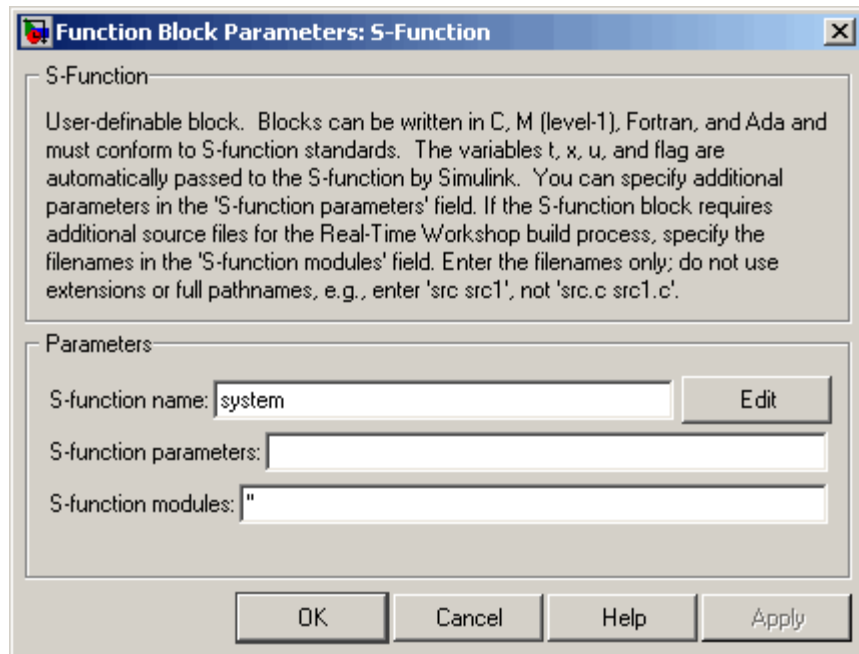 Function Block Parameters: S-Function
S-Function
User-definable block.  Blocks can be written in C, M (level-1), Fortran, and Ada and
must conform to S-function standards.  The variables t, x, u, and flag are
automatically passed to the S-function by Simulink.  You can specify additional
parameters in the 'S-function parameters' field. If the S-function block requires
additional source files for the Real-Time Workshop build process, specify the
filenames in the 'S-function modules' field. Enter the filenames only; do not use
extensions or full pathnames, e.g., enter 'src src1', not 'src.c src1.c'.
Parameters
S-function name: system Edit
S-function parameters:
S-function modules: ''
OK Cancel Help Apply